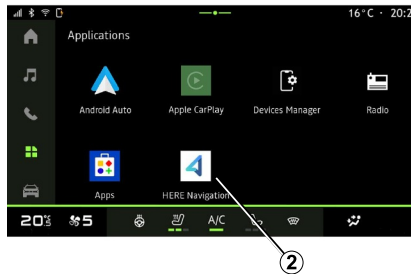 16°C · 20:2
Applications
Android Auto
Apple CarPlay
Devices Manager
Radio
Apps
HERE Navigation
20
5
A/C
2